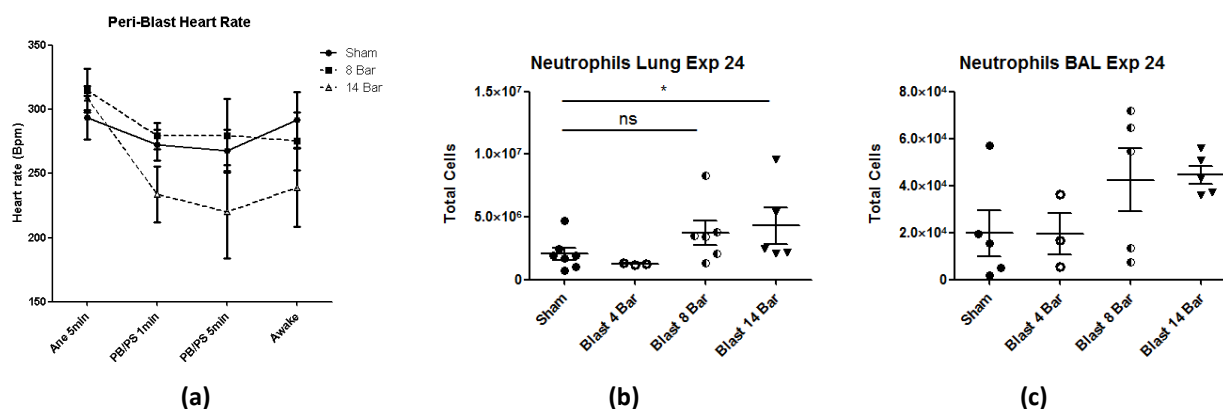 Peri-Blast Heart Rate
350
300
250
200
150
Heart rate (Bpm)
Ane 5min
PB/PS 1min
PB/PS 5min
Awake
Sham
8 Bar
14 Bar
(a)
Neutrophils Lung Exp 24
1.5×10⁷
1.0×10⁷
5.0×10⁶
0
Total Cells
*
ns
Sham
Blast 4 Bar
Blast 8 Bar
Blast 14 Bar
(b)
Neutrophils BAL Exp 24
8.0×10⁴
6.0×10⁴
4.0×10⁴
2.0×10⁴
0
Total Cells
Sham
Blast 4 Bar
Blast 8 Bar
Blast 14 Bar
(c)